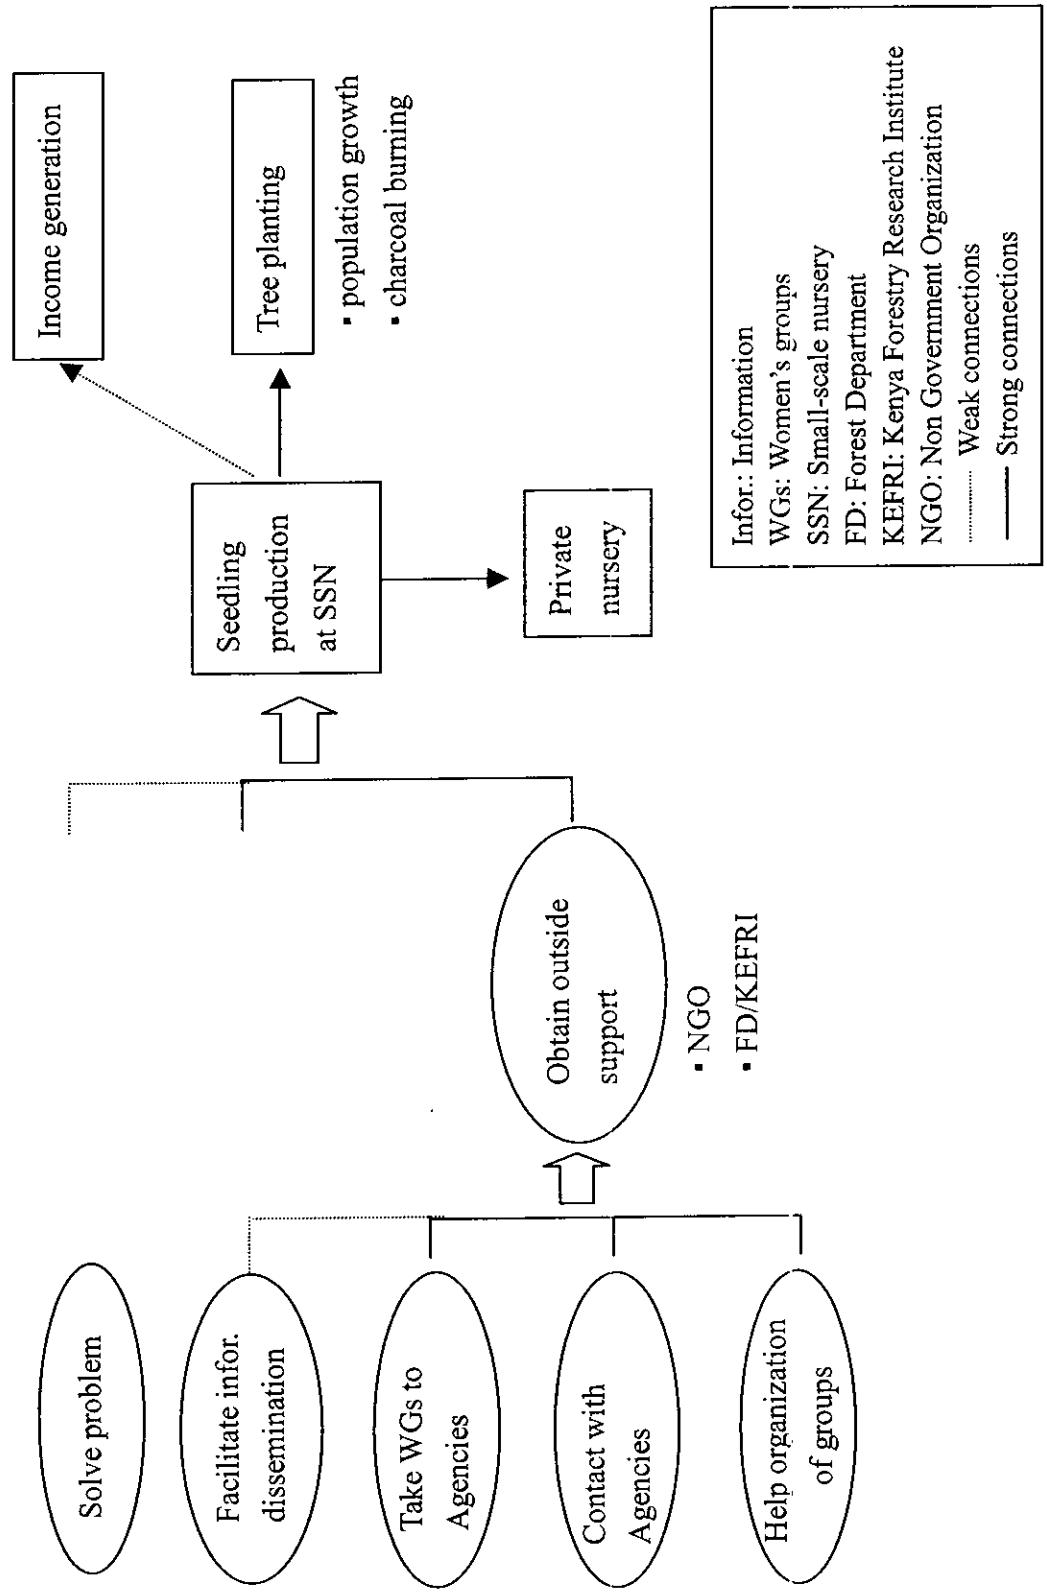 Solve problem
Facilitate infor.
dissemination
Take WGs to
Agencies
Contact with
Agencies
Help organization
of groups
Obtain outside
support
▪ NGO
▪ FD/KEFRI
Seedling
production
at SSN
Private
nursery
Income generation
Tree planting
▪ population growth
▪ charcoal burning
Infor.: Information
WGs: Women's groups
SSN: Small-scale nursery
FD: Forest Department
KEFRI: Kenya Forestry Research Institute
NGO: Non Government Organization
Weak connections
Strong connections